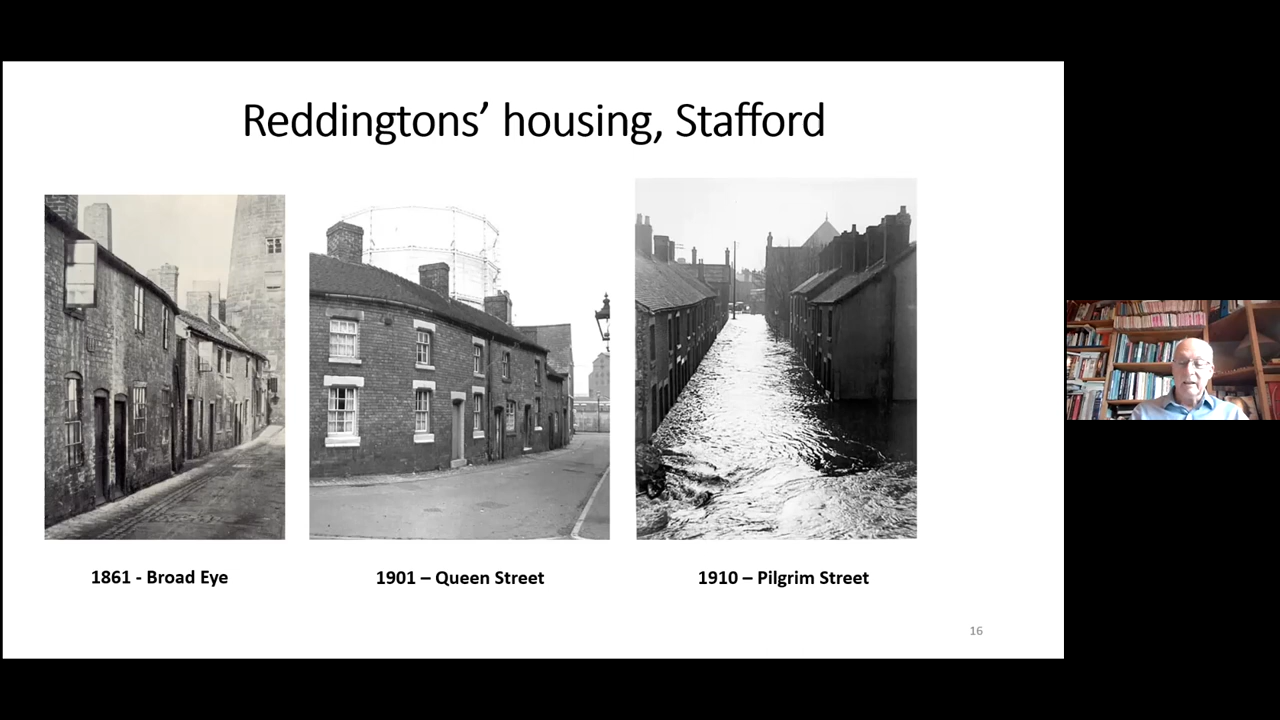 Reddingtons’ housing, Stafford
1861 - Broad Eye
1901 – Queen Street
1910 – Pilgrim Street
16